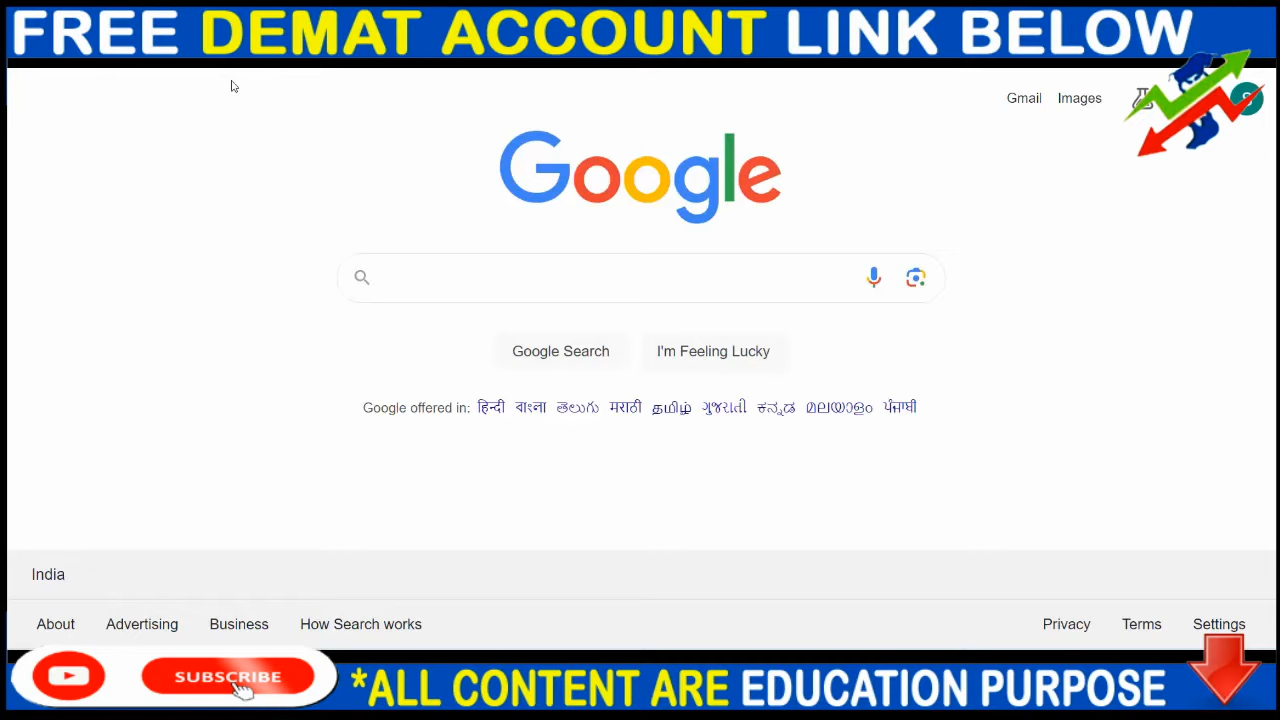 FREE DEMAT ACCOUNT LINK BELOW
Gmail Images
S
Google
Google Search I'm Feeling Lucky
Google offered in: हिन्दी বাংলা తెలుగు मराठी தமிழ் ગુજરાતી ಕನ್ನಡ മലയാളം ਪੰਜਾਬੀ
India
About Advertising Business How Search works Privacy Terms Settings
SUBSCRIBE
*ALL CONTENT ARE EDUCATION PURPOSE